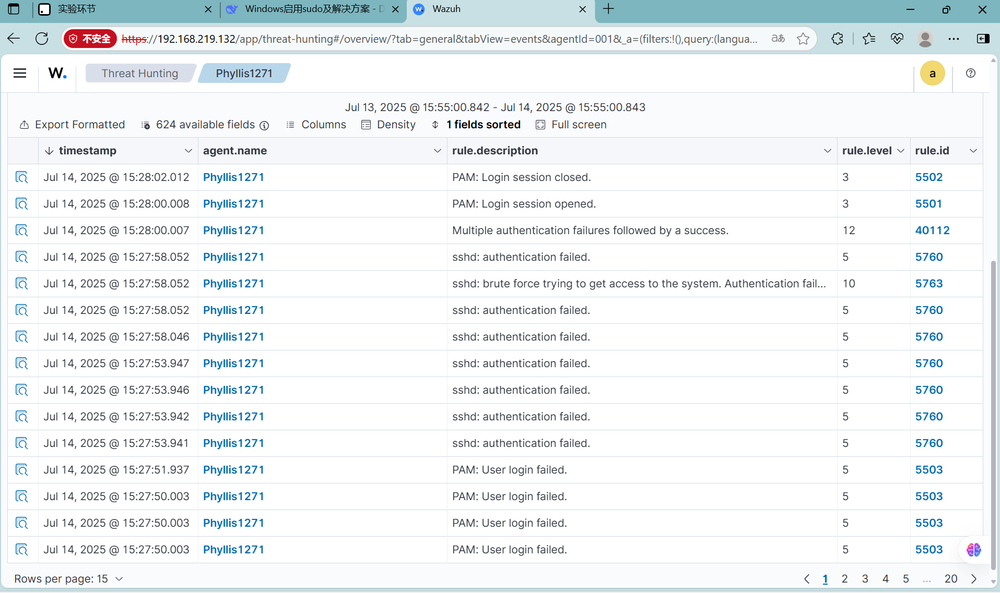 实验环节
Windows启用sudo及解决方案 - D
Wazuh
不安全 https://192.168.219.132/app/threat-hunting#/overview/?tab=general&tabView=events&agentId=001&_a=(filters:!(),query:(langua...
W. Threat Hunting Phyllis1271 a
Jul 13, 2025 @ 15:55:00.842 - Jul 14, 2025 @ 15:55:00.843
Export Formatted 624 available fields Columns Density 1 fields sorted Full screen
timestamp agent.name rule.description rule.level rule.id
Jul 14, 2025 @ 15:28:02.012 Phyllis1271 PAM: Login session closed. 3 5502
Jul 14, 2025 @ 15:28:00.008 Phyllis1271 PAM: Login session opened. 3 5501
Jul 14, 2025 @ 15:28:00.007 Phyllis1271 Multiple authentication failures followed by a success. 12 40112
Jul 14, 2025 @ 15:27:58.052 Phyllis1271 sshd: authentication failed. 5 5760
Jul 14, 2025 @ 15:27:58.052 Phyllis1271 sshd: brute force trying to get access to the system. Authentication fail... 10 5763
Jul 14, 2025 @ 15:27:58.052 Phyllis1271 sshd: authentication failed. 5 5760
Jul 14, 2025 @ 15:27:58.046 Phyllis1271 sshd: authentication failed. 5 5760
Jul 14, 2025 @ 15:27:53.947 Phyllis1271 sshd: authentication failed. 5 5760
Jul 14, 2025 @ 15:27:53.946 Phyllis1271 sshd: authentication failed. 5 5760
Jul 14, 2025 @ 15:27:53.942 Phyllis1271 sshd: authentication failed. 5 5760
Jul 14, 2025 @ 15:27:53.941 Phyllis1271 sshd: authentication failed. 5 5760
Jul 14, 2025 @ 15:27:51.937 Phyllis1271 PAM: User login failed. 5 5503
Jul 14, 2025 @ 15:27:50.003 Phyllis1271 PAM: User login failed. 5 5503
Jul 14, 2025 @ 15:27:50.003 Phyllis1271 PAM: User login failed. 5 5503
Jul 14, 2025 @ 15:27:50.003 Phyllis1271 PAM: User login failed. 5 5503
Rows per page: 15 1 2 3 4 5 ... 20